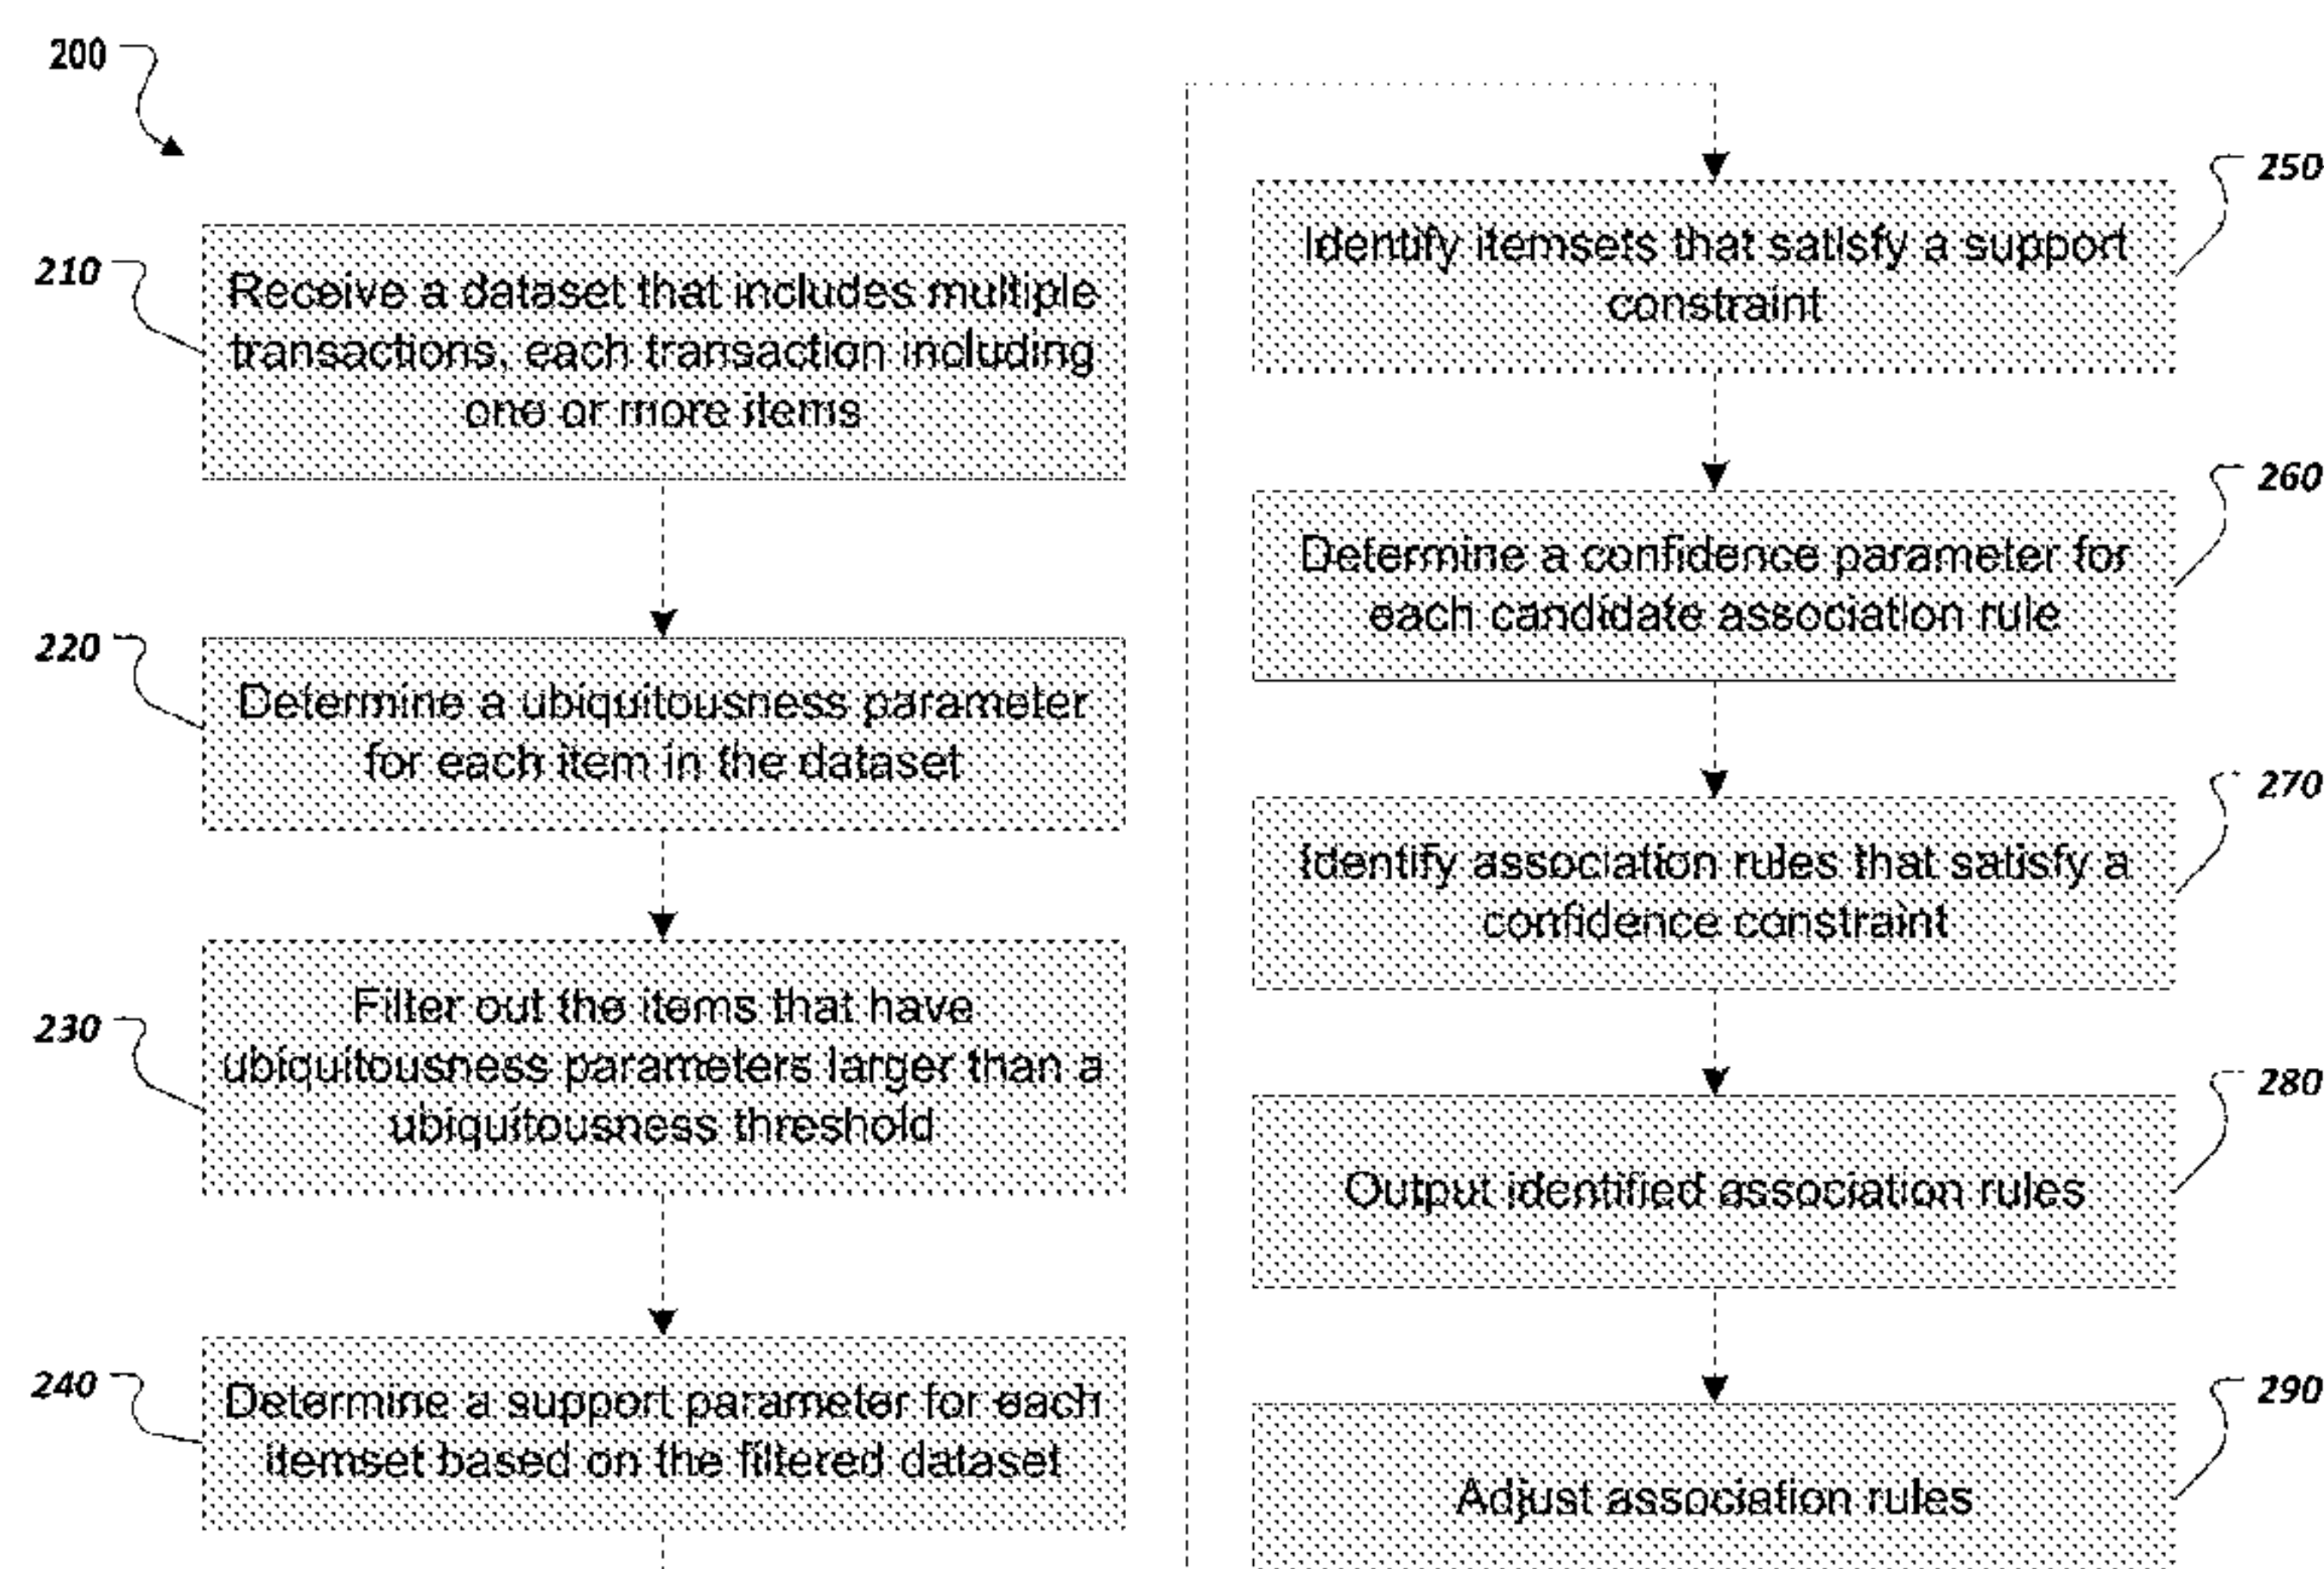 200
210
Receive a dataset that includes multiple
transactions, each transaction including
one or more items
220
Determine a ubiquitousness parameter
for each item in the dataset
230
Filter out the items that have
ubiquitousness parameters larger than a
ubiquitousness threshold
240
Determine a support parameter for each
itemset based on the filtered dataset
250
Identify itemsets that satisfy a support
constraint
260
Determine a confidence parameter for
each candidate association rule
270
Identify association rules that satisfy a
confidence constraint
280
Output identified association rules
290
Adjust association rules